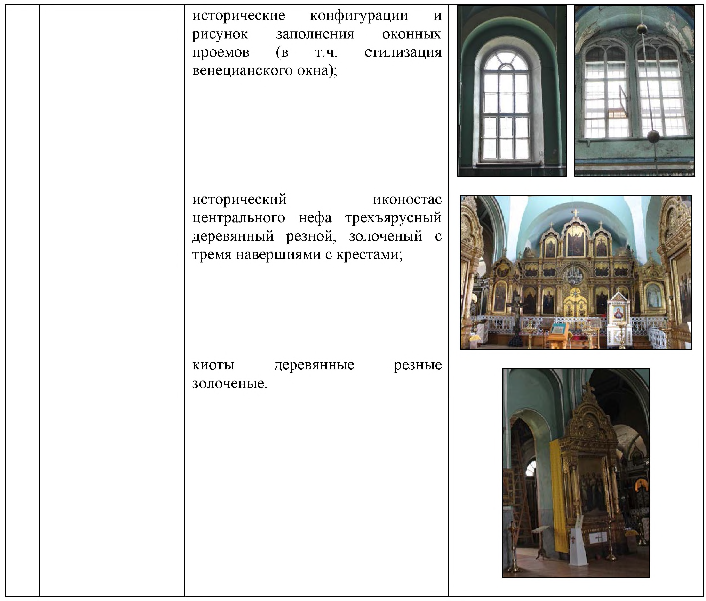 исторические конфигурации и
рисунок заполнения оконных
проемов (в т.ч. стилизация
венецианского окна);
исторический иконостас
центрального нефа трехъярусный
деревянный резной, золоченый с
тремя навершиями с крестами;
киоты деревянные резные
золоченые.